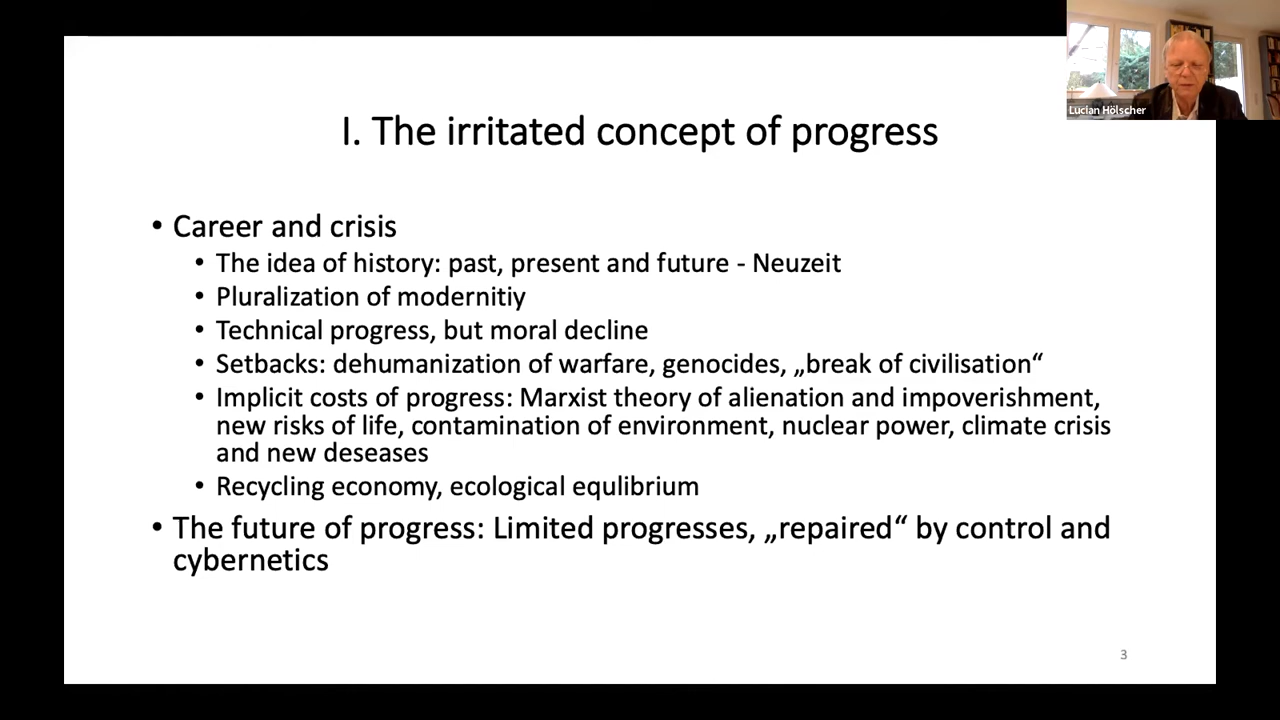 Lucian Hölscher
I. The irritated concept of progress
• Career and crisis
• The idea of history: past, present and future - Neuzeit
• Pluralization of modernitiy
• Technical progress, but moral decline
• Setbacks: dehumanization of warfare, genocides, „break of civilisation“
• Implicit costs of progress: Marxist theory of alienation and impoverishment,
new risks of life, contamination of environment, nuclear power, climate crisis
and new deseases
• Recycling economy, ecological equlibrium
• The future of progress: Limited progresses, „repaired“ by control and
cybernetics
3